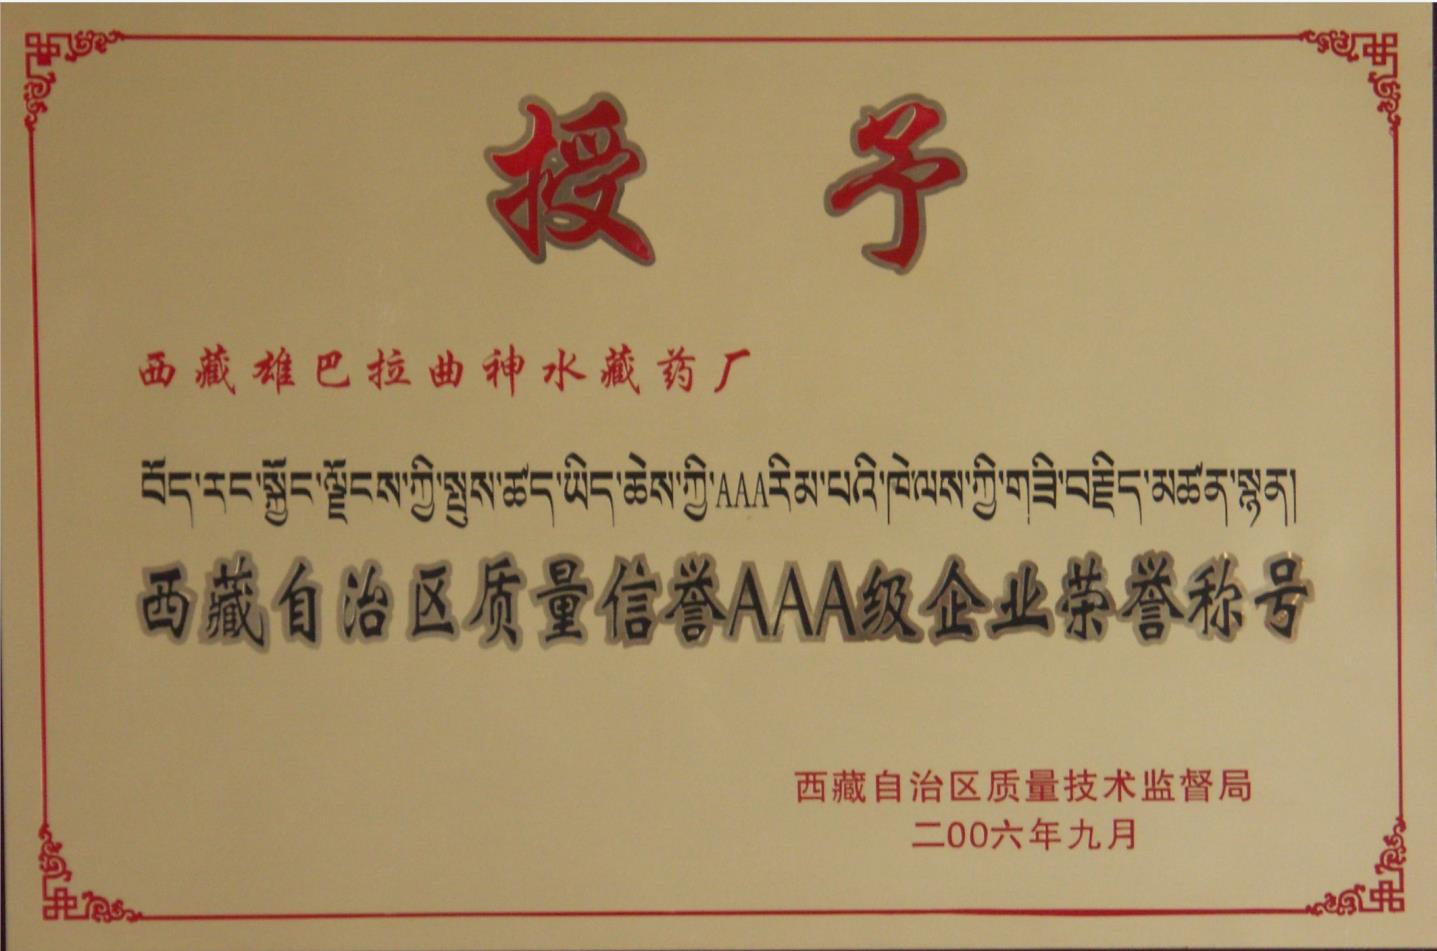 授予
西藏雄巴拉曲神水藏药厂
བོད་རང་སྐྱོང་ལྗོངས་ཀྱི་སྤུས་ཚད་ཡིད་ཆེས་ཀྱི་AAAརིམ་པའི་ཁེ་ལས་ཀྱི་གཟི་བརྗིད་མཚན་སྙན།
西藏自治区质量信誉AAA级企业荣誉称号
西藏自治区质量技术监督局
二00六年九月